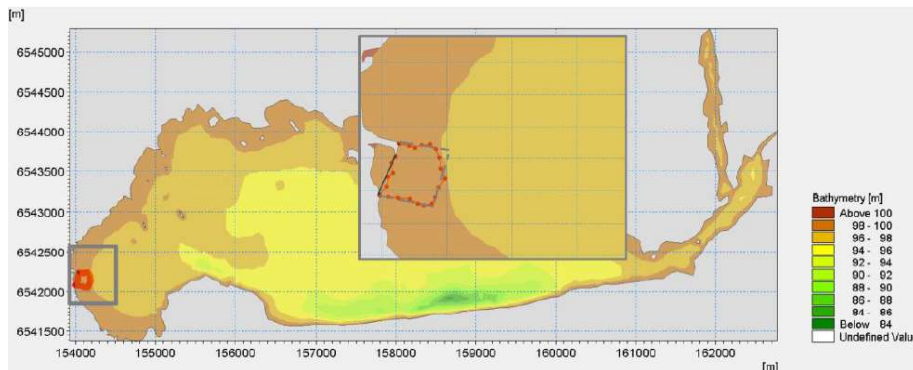 [m]
6545000
6544500
6544000
6543500
6543000
6542500
6542000
6541500
154000 155000 156000 157000 158000 159000 160000 161000 162000
[m]
Bathymetry [m]
Above 100
98 - 100
96 - 98
94 - 96
92 - 94
90 - 92
88 - 90
86 - 88
84 - 86
Below 84
Undefined Valu